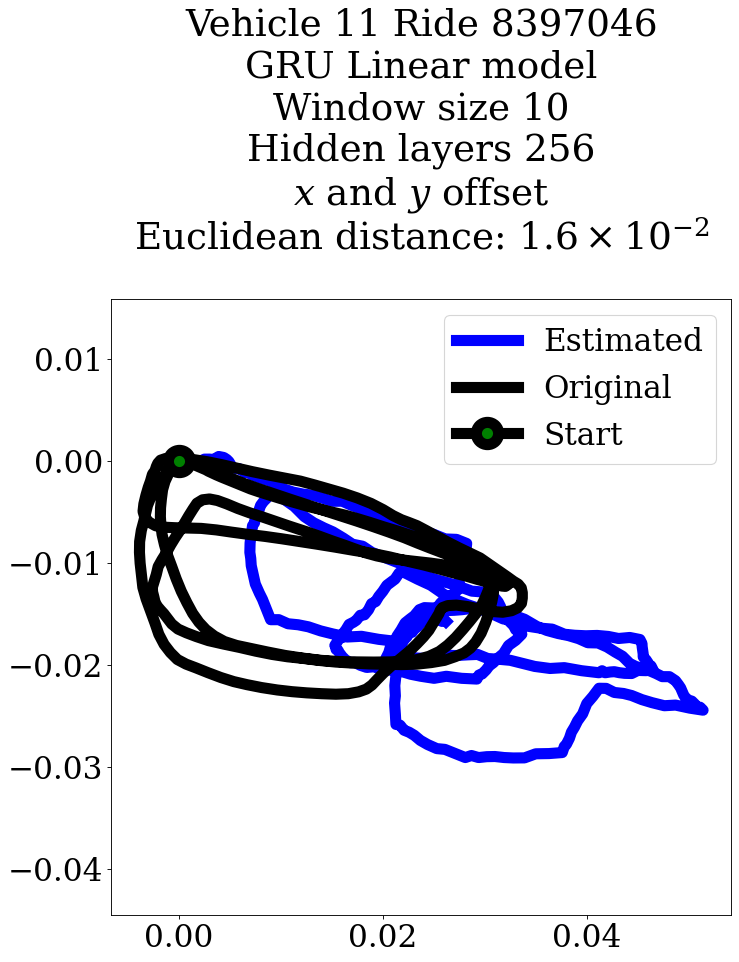 Vehicle 11 Ride 8397046
GRU Linear model
Window size 10
Hidden layers 256
x and y offset
Euclidean distance: 1.6 × 10⁻²
Estimated
Original
Start
0.01
0.00
−0.01
−0.02
−0.03
−0.04
0.00 0.02 0.04